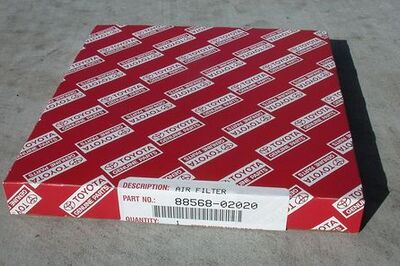 TOYOTA
GENUINE PARTS
DESCRIPTION: AIR FILTER
PART NO.: 88568-02020
QUANTITY: 1